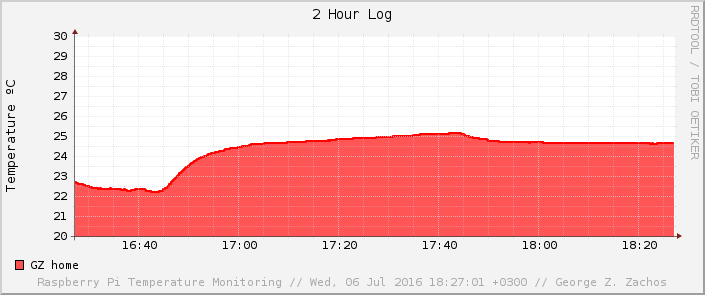 2 Hour Log
RRDTOOL / TOBI OETIKER
Temperature ºC
30
29
28
27
26
25
24
23
22
21
20
16:40 17:00 17:20 17:40 18:00 18:20
GZ home
Raspberry Pi Temperature Monitoring // Wed, 06 Jul 2016 18:27:01 +0300 // George Z. Zachos